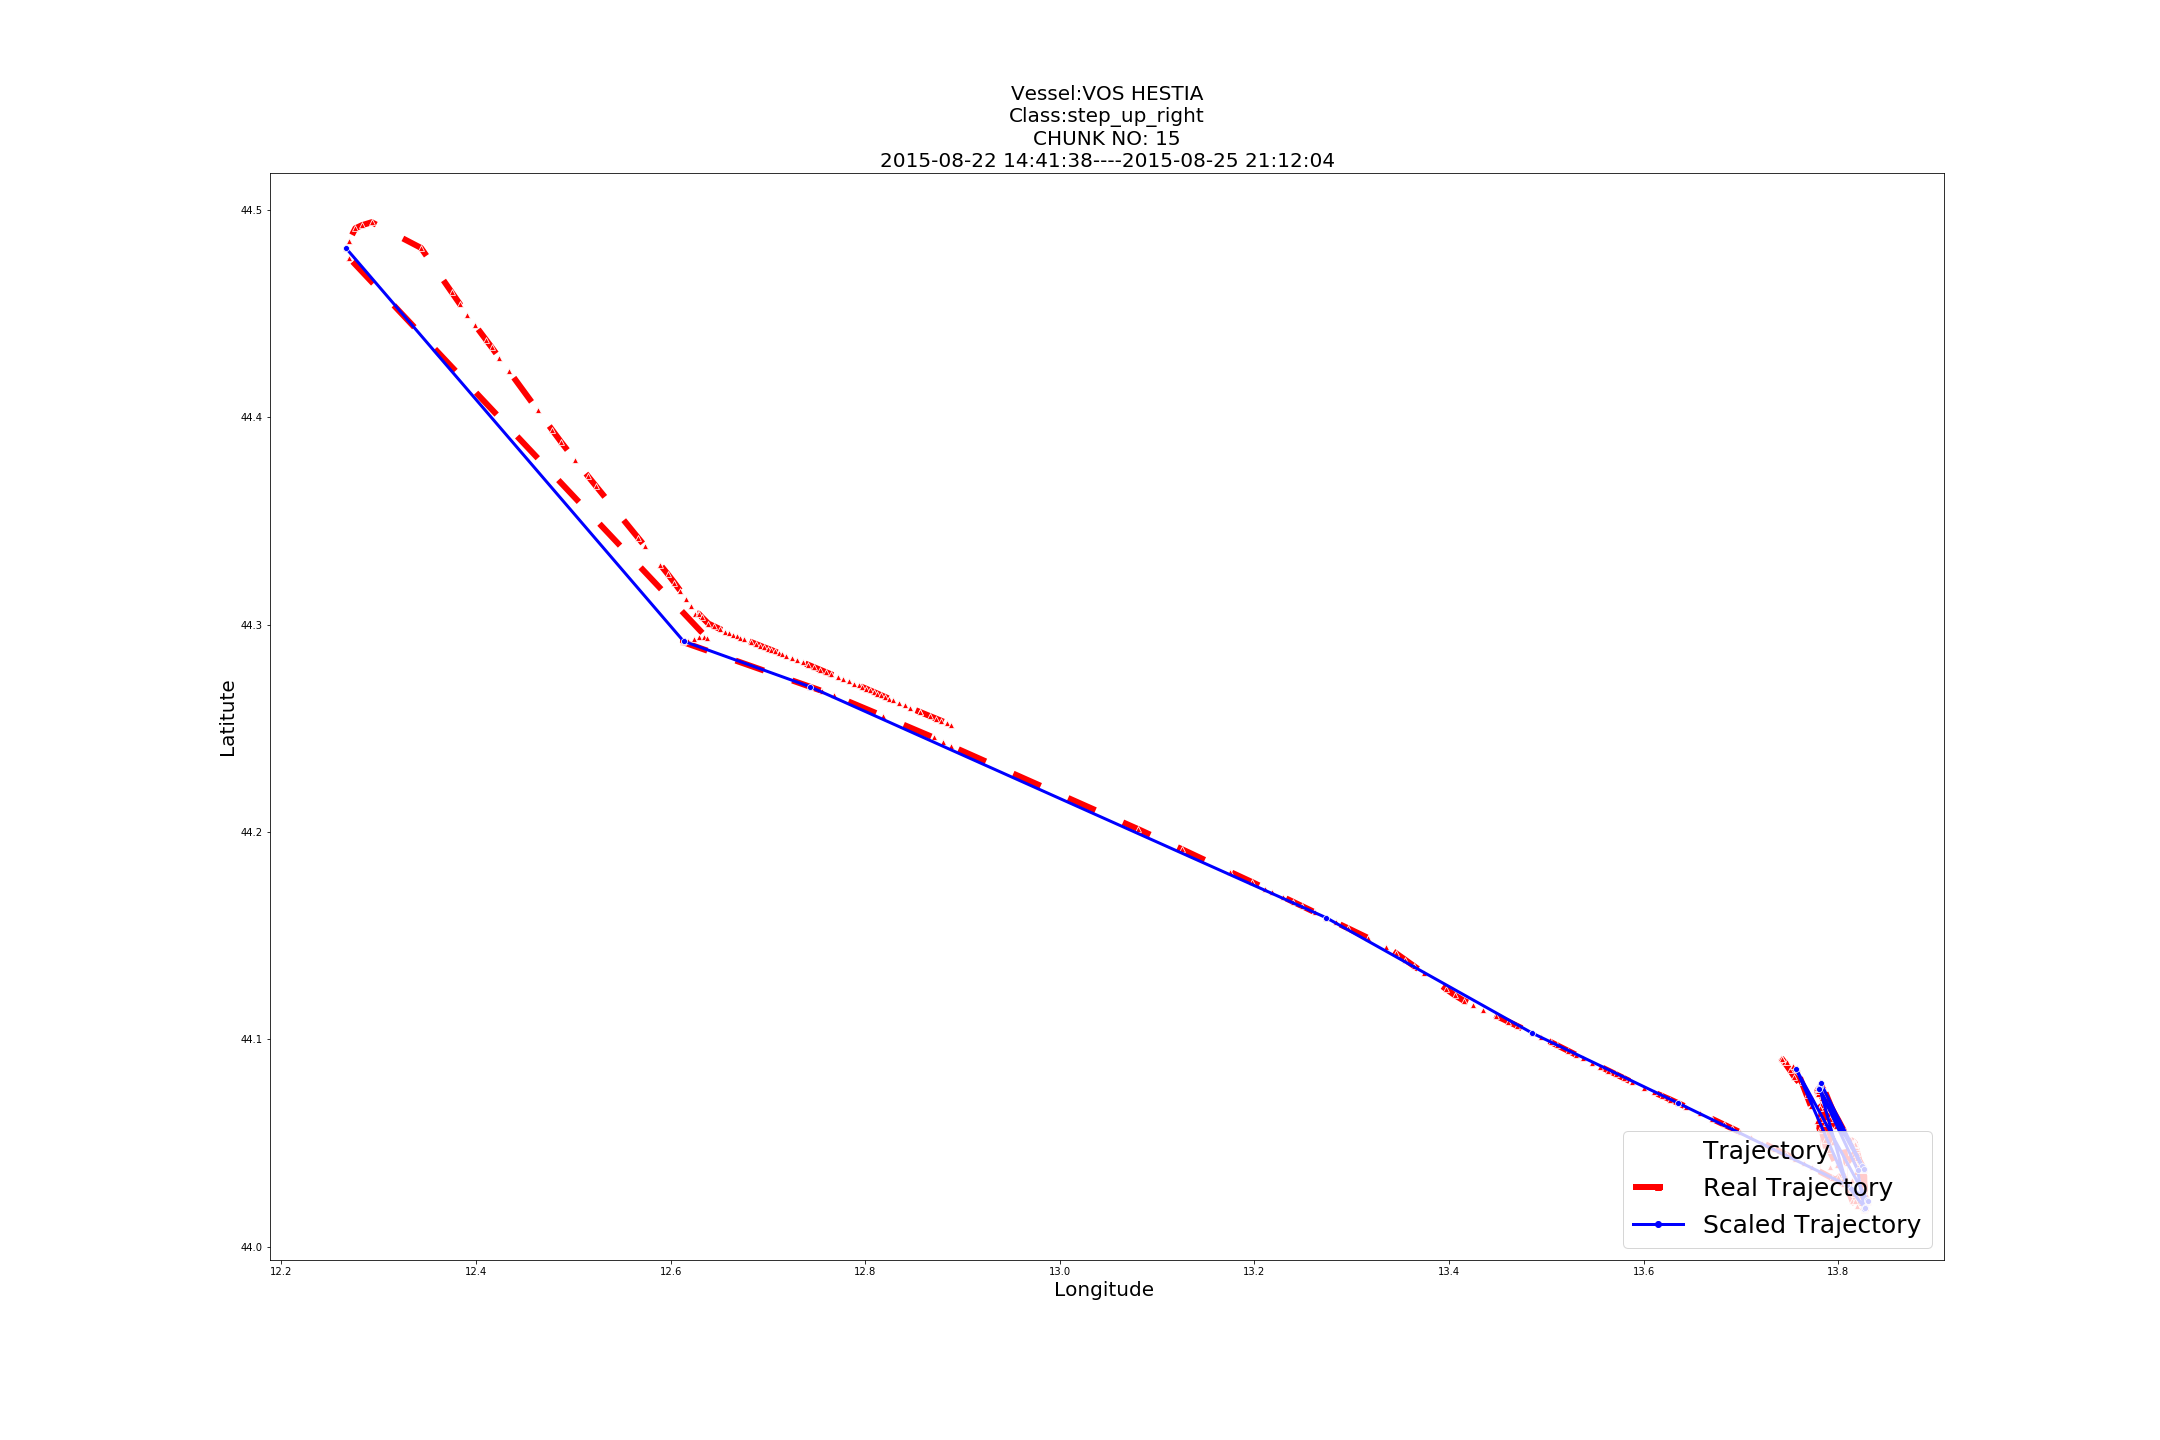 Vessel:VOS HESTIA
Class:step_up_right
CHUNK NO: 15
2015-08-22 14:41:38----2015-08-25 21:12:04
44.5
44.4
44.3
44.2
44.1
44.0
Latitute
12.2 12.4 12.6 12.8 13.0 13.2 13.4 13.6 13.8
Longitude
Trajectory
Real Trajectory
Scaled Trajectory